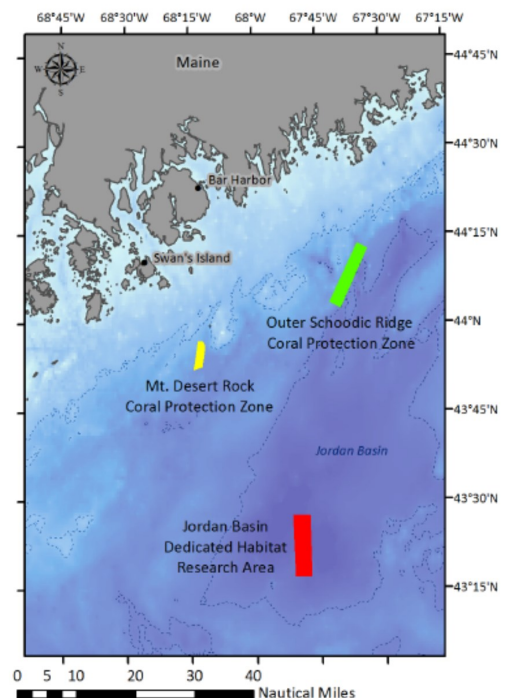 68°45'W 68°30'W 68°15'W 68°W 67°45'W 67°30'W 67°15'W
N
W E
S
Maine
44°45'N
44°30'N
Bar Harbor
44°15'N
Swan's Island
Outer Schoodic Ridge
Coral Protection Zone
44°N
Mt. Desert Rock
Coral Protection Zone
43°45'N
Jordan Basin
43°30'N
Jordan Basin
Dedicated Habitat
Research Area
43°15'N
0 5 10 20 30 40
Nautical Miles